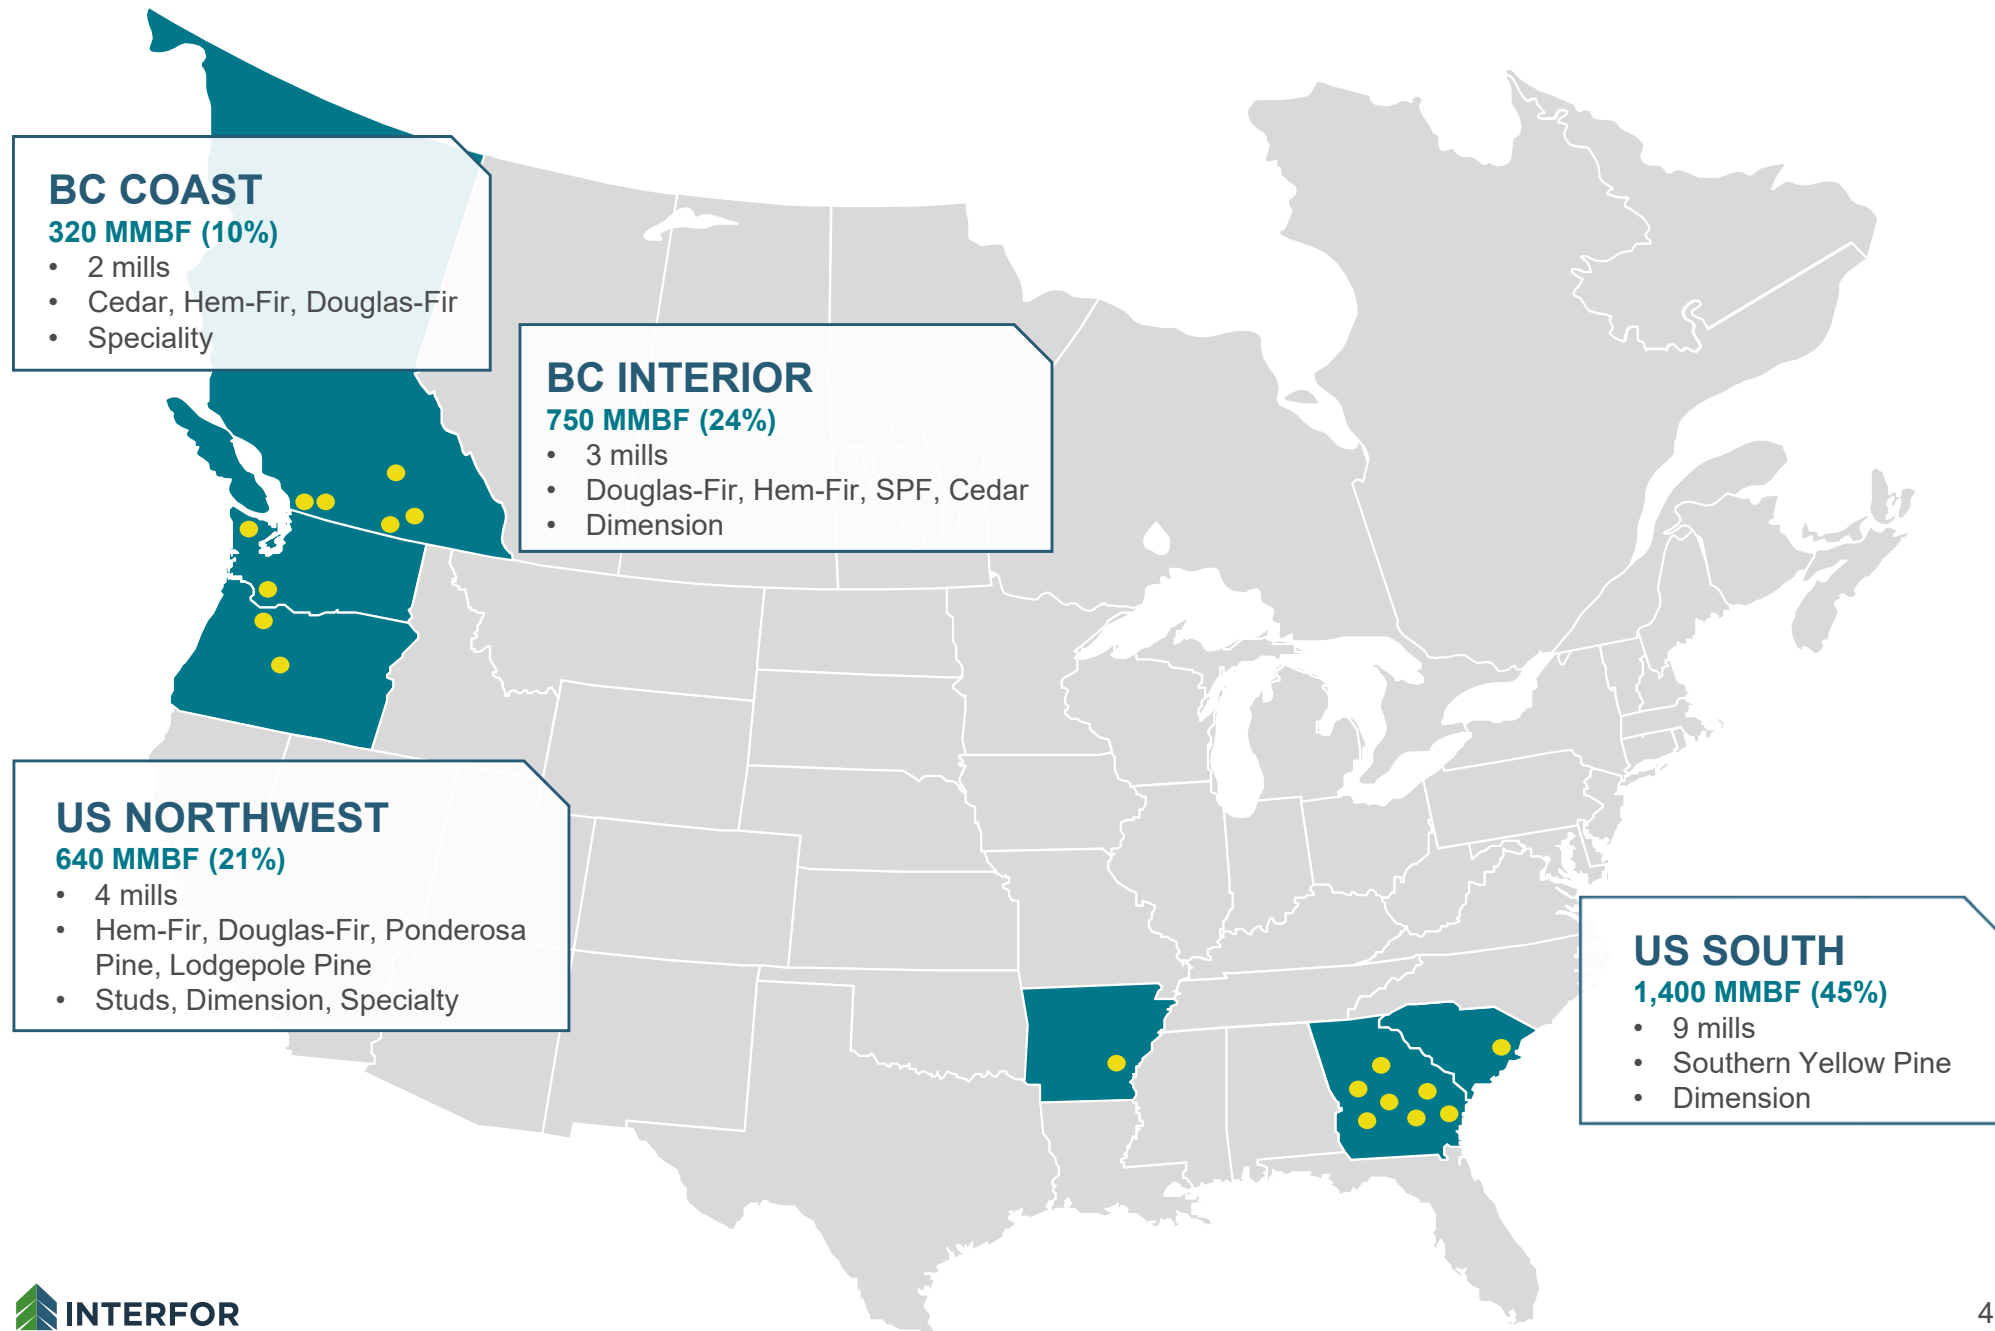 BC COAST
320 MMBF (10%)
• 2 mills
• Cedar, Hem-Fir, Douglas-Fir
• Speciality
BC INTERIOR
750 MMBF (24%)
• 3 mills
• Douglas-Fir, Hem-Fir, SPF, Cedar
• Dimension
US NORTHWEST
640 MMBF (21%)
• 4 mills
• Hem-Fir, Douglas-Fir, Ponderosa
Pine, Lodgepole Pine
• Studs, Dimension, Specialty
US SOUTH
1,400 MMBF (45%)
• 9 mills
• Southern Yellow Pine
• Dimension
INTERFOR
4